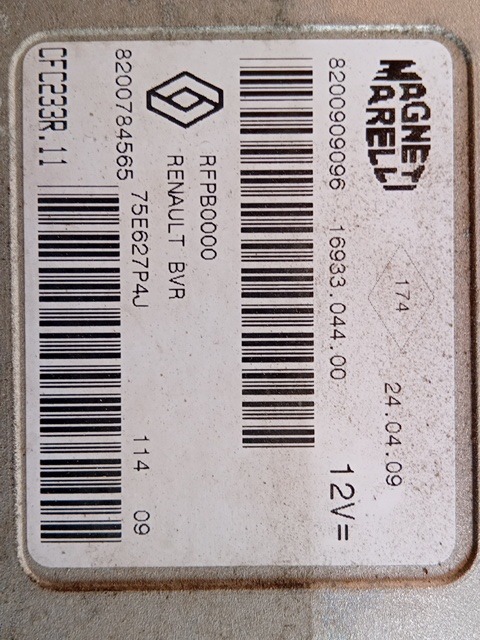 MAGNETI
MARELLI
174
24.04.09
8200909096
16933.044.00
12V=
RFPB0000
RENAULT BVR
8200784565
75E627P4J
114
09
CFC233R.11